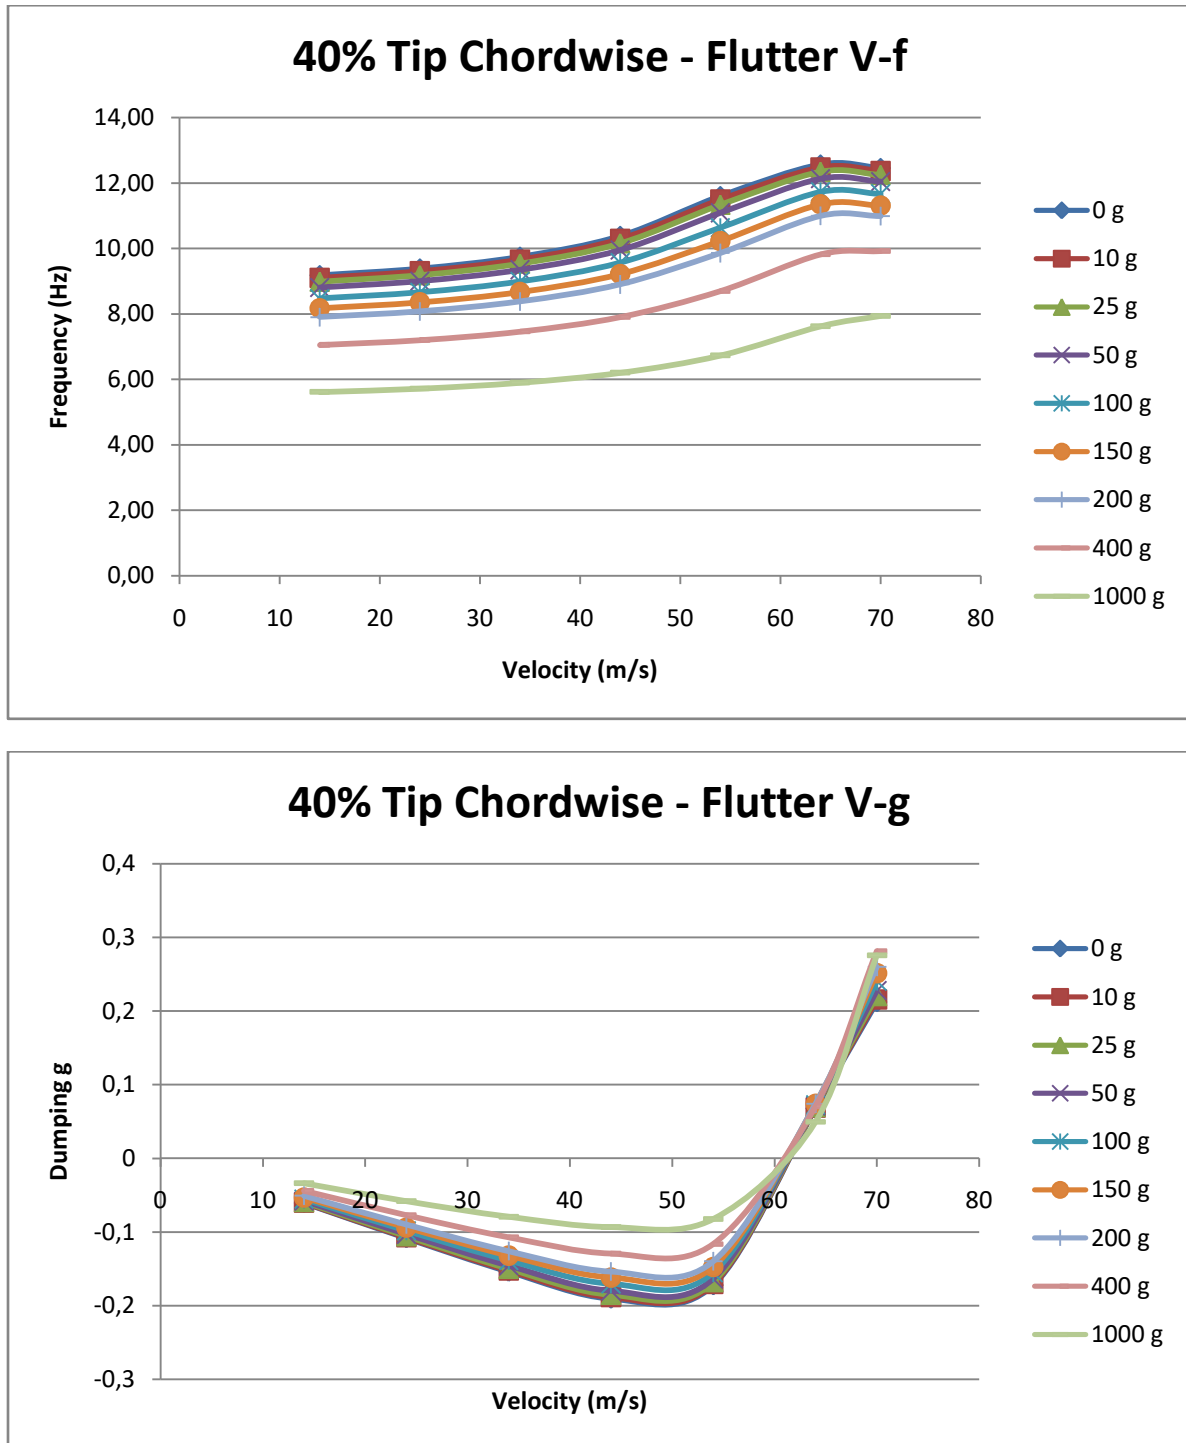 40% Tip Chordwise - Flutter V-f
14,00
12,00
10,00
8,00
6,00
4,00
2,00
0,00
Frequency (Hz)
0 10 20 30 40 50 60 70 80
Velocity (m/s)
0 g
10 g
25 g
50 g
100 g
150 g
200 g
400 g
1000 g
40% Tip Chordwise - Flutter V-g
0,4
0,3
0,2
0,1
0
-0,1
-0,2
-0,3
Dumping g
0 10 20 30 40 50 60 70 80
Velocity (m/s)
0 g
10 g
25 g
50 g
100 g
150 g
200 g
400 g
1000 g